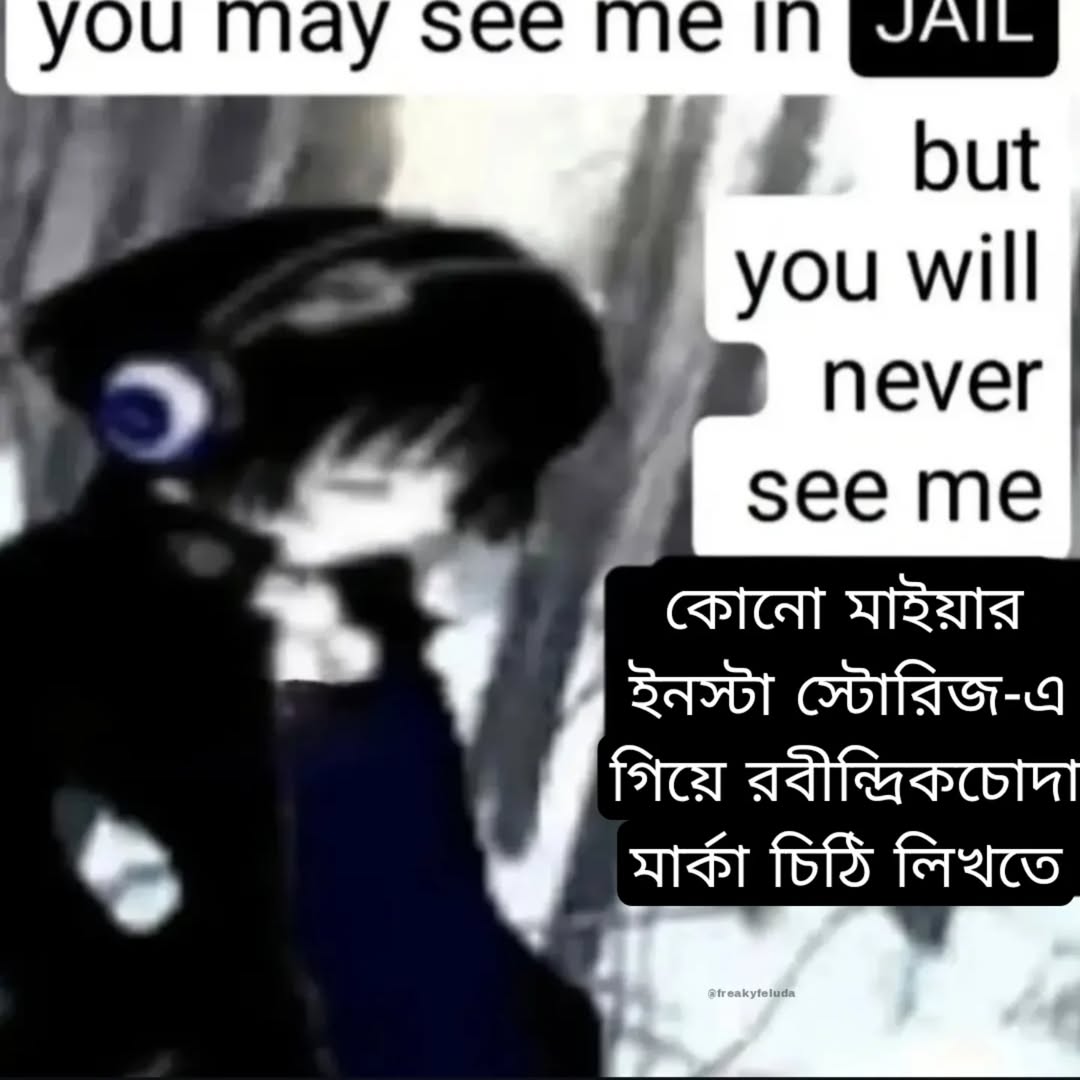 you may see me in JAIL
but
you will
never
see me
কোনো মাইয়ার
ইনস্টা স্টোরিজ-এ
গিয়ে রবীন্দ্রিকচোদা
মার্কা চিঠি লিখতে
@freakyfeluda